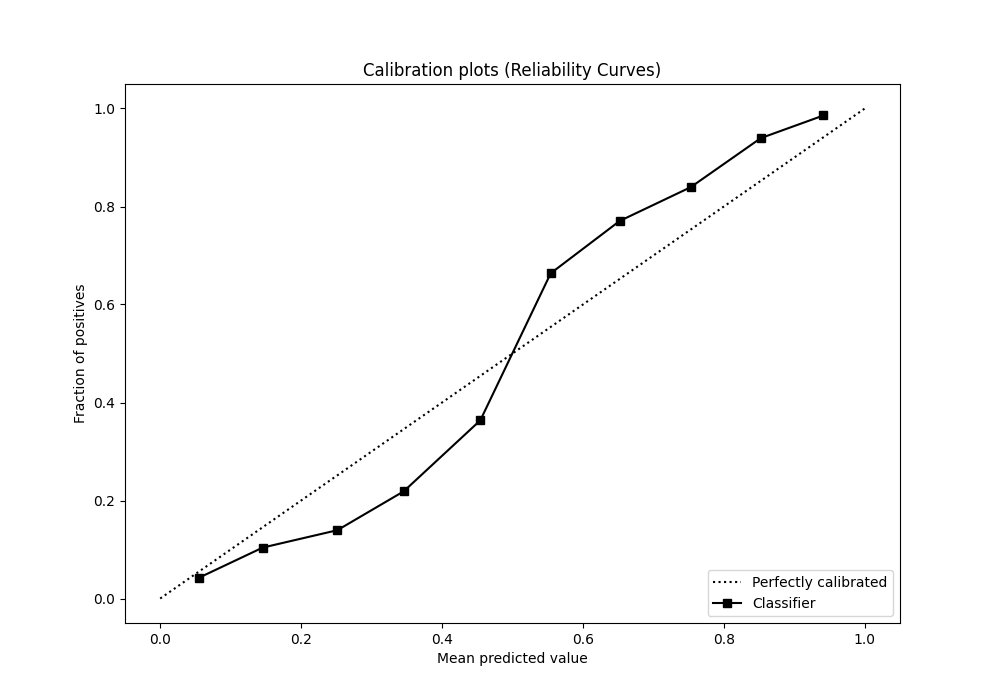 Calibration plots (Reliability Curves)
1.0
0.8
0.6
0.4
0.2
0.0
Fraction of positives
Perfectly calibrated
Classifier
0.0 0.2 0.4 0.6 0.8 1.0
Mean predicted value